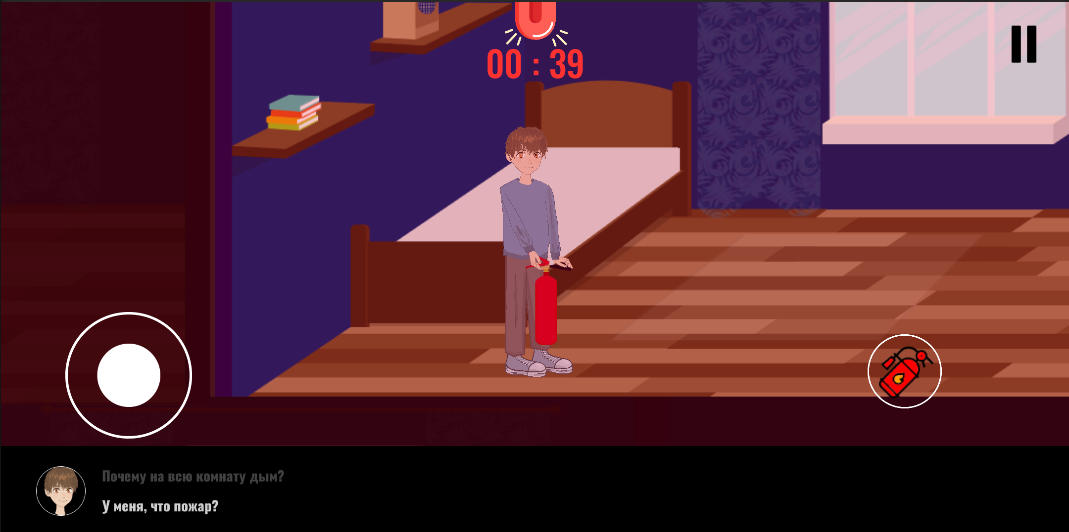 00 : 39
Почему на всю комнату дым?
У меня, что пожар?